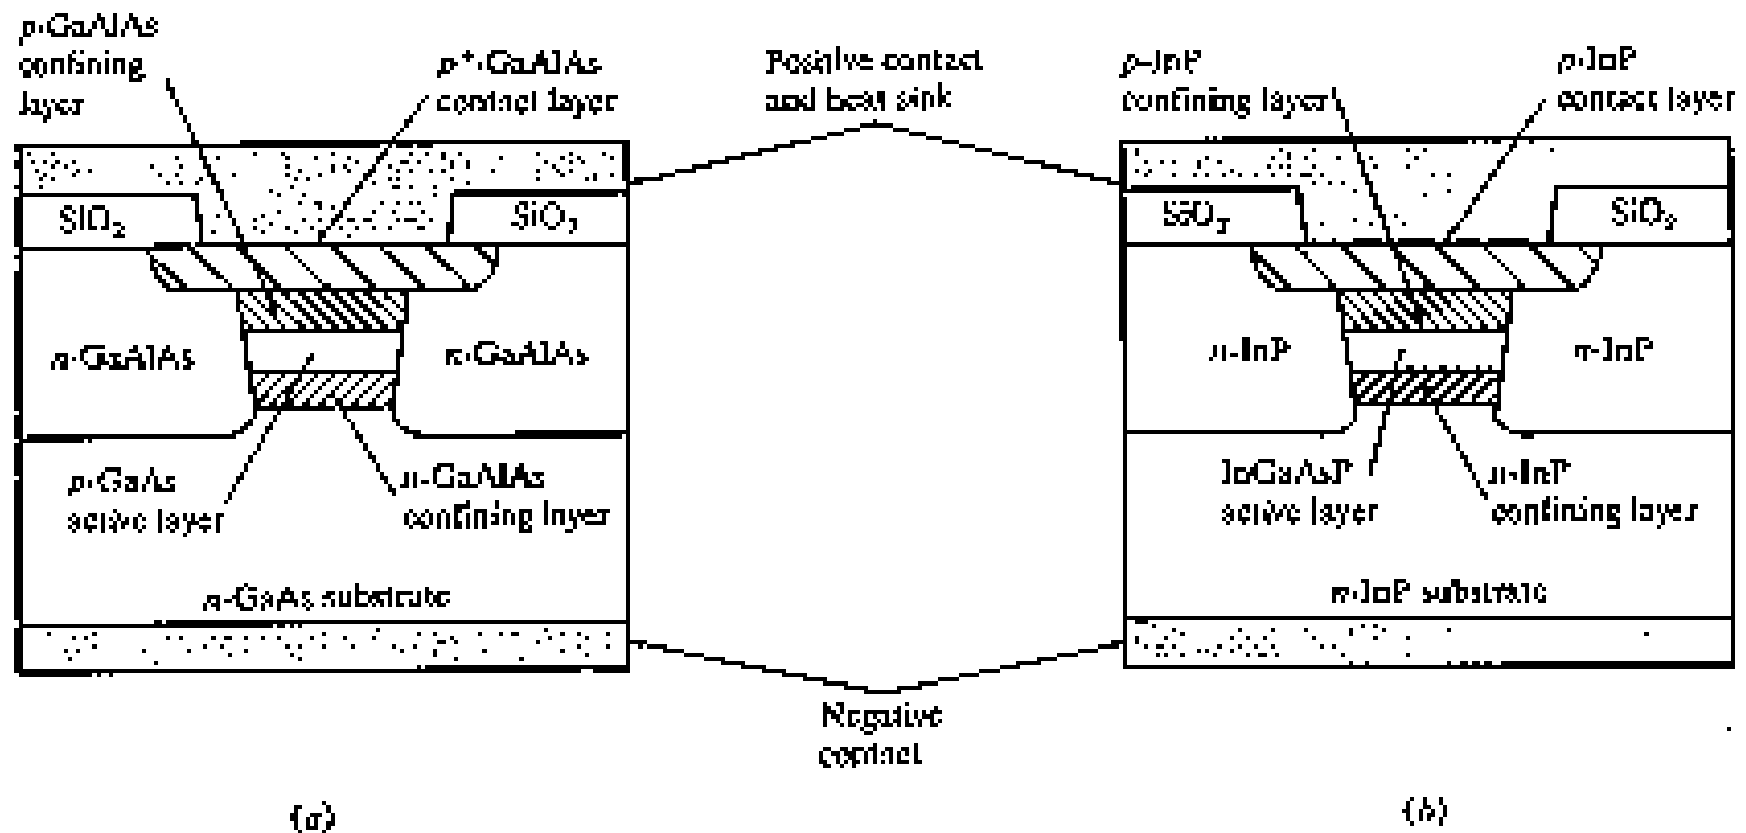 p-GaAlAs
confining
layer
p⁺-GaAlAs
contact layer
Positive contact
and heat sink
p-InP
confining layer
p-InP
contact layer
SiO₂
SiO₂
SiO₂
SiO₂
n-GaAlAs
n-GaAlAs
n-InP
n-InP
p-GaAs
active layer
n-GaAlAs
confining layer
InGaAsP
active layer
n-InP
confining layer
n-GaAs substrate
n-InP substrate
Negative
contact
(a)
(b)